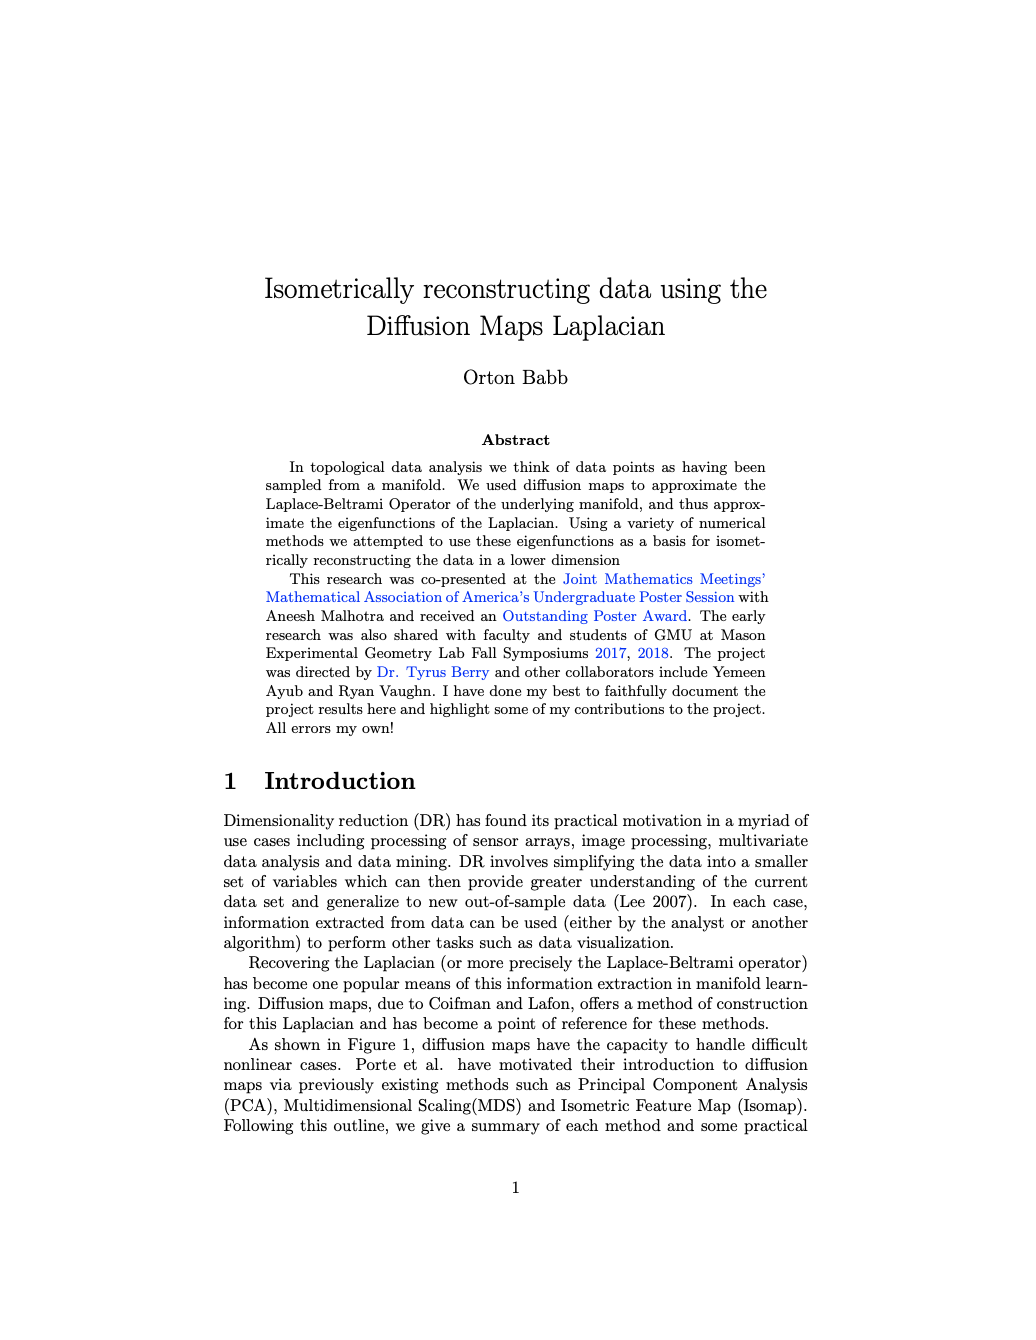 Isometrically reconstructing data using the
Diffusion Maps Laplacian
Orton Babb
Abstract
In topological data analysis we think of data points as having been
sampled from a manifold. We used diffusion maps to approximate the
Laplace-Beltrami Operator of the underlying manifold, and thus approx-
imate the eigenfunctions of the Laplacian. Using a variety of numerical
methods we attempted to use these eigenfunctions as a basis for isomet-
rically reconstructing the data in a lower dimension
This research was co-presented at the Joint Mathematics Meetings'
Mathematical Association of America's Undergraduate Poster Session with
Aneesh Malhotra and received an Outstanding Poster Award. The early
research was also shared with faculty and students of GMU at Mason
Experimental Geometry Lab Fall Symposiums 2017, 2018. The project
was directed by Dr. Tyrus Berry and other collaborators include Yemeen
Ayub and Ryan Vaughn. I have done my best to faithfully document the
project results here and highlight some of my contributions to the project.
All errors my own!
1 Introduction
Dimensionality reduction (DR) has found its practical motivation in a myriad of
use cases including processing of sensor arrays, image processing, multivariate
data analysis and data mining. DR involves simplifying the data into a smaller
set of variables which can then provide greater understanding of the current
data set and generalize to new out-of-sample data (Lee 2007). In each case,
information extracted from data can be used (either by the analyst or another
algorithm) to perform other tasks such as data visualization.
Recovering the Laplacian (or more precisely the Laplace-Beltrami operator)
has become one popular means of this information extraction in manifold learn-
ing. Diffusion maps, due to Coifman and Lafon, offers a method of construction
for this Laplacian and has become a point of reference for these methods.
As shown in Figure 1, diffusion maps have the capacity to handle difficult
nonlinear cases. Porte et al. have motivated their introduction to diffusion
maps via previously existing methods such as Principal Component Analysis
(PCA), Multidimensional Scaling(MDS) and Isometric Feature Map (Isomap).
Following this outline, we give a summary of each method and some practical
1